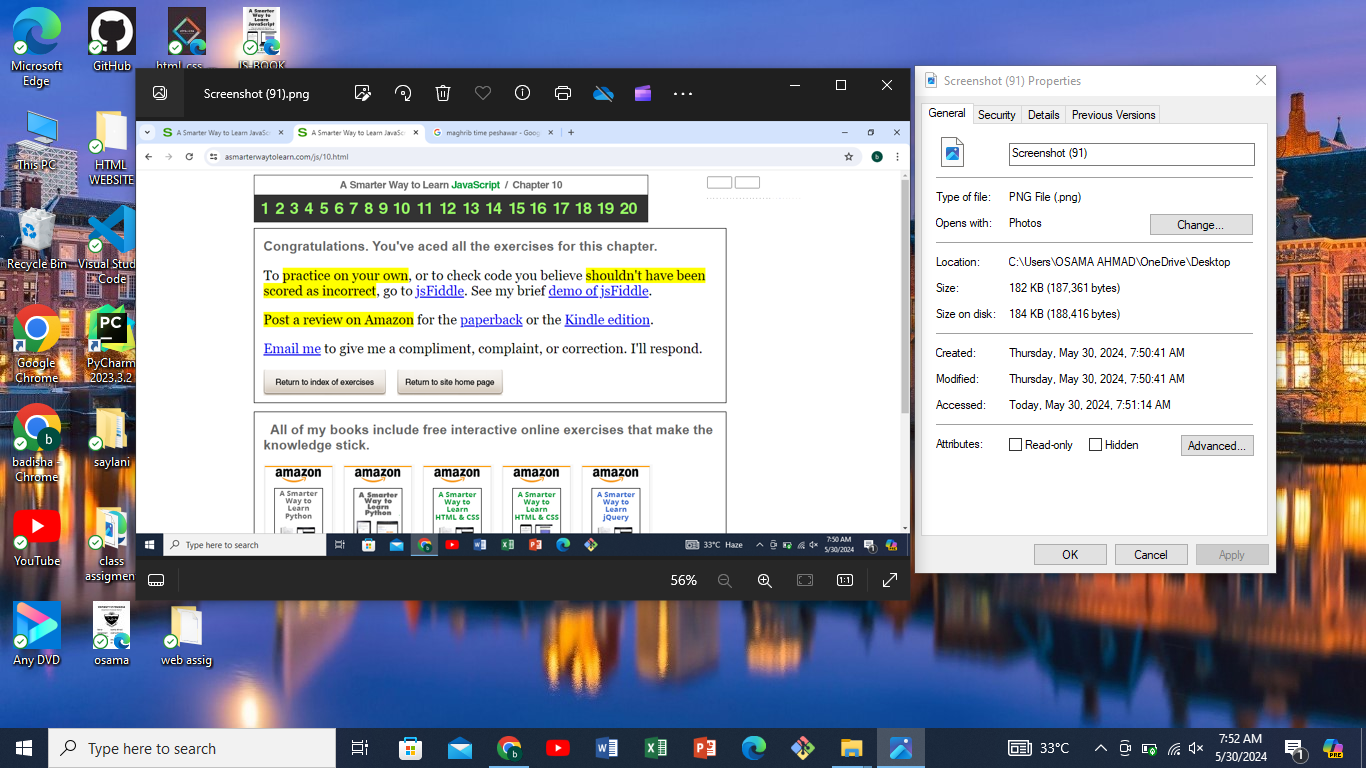 Microsoft
Edge
GitHub
html css ...
JS BOOK
This PC
HTML
WEBSITE
Recycle Bin
Visual Studi
Code
Google
Chrome
PyCharm
2023.3.2
badisha -
Chrome
saylani
YouTube
class
assigment
Any DVD
osama
web assig
Screenshot (91).png
A Smarter Way to Learn JavaSc
A Smarter Way to Learn JavaSc
maghrib time peshawar - Goog
asmarterwaytolearn.com/js/10.html
A Smarter Way to Learn JavaScript / Chapter 10
1 2 3 4 5 6 7 8 9 10 11 12 13 14 15 16 17 18 19 20
Congratulations. You've aced all the exercises for this chapter.
To practice on your own, or to check code you believe shouldn't have been
scored as incorrect, go to jsFiddle. See my brief demo of jsFiddle.
Post a review on Amazon for the paperback or the Kindle edition.
Email me to give me a compliment, complaint, or correction. I'll respond.
Return to index of exercises
Return to site home page
All of my books include free interactive online exercises that make the
knowledge stick.
amazon amazon amazon amazon amazon
A Smarter
Way to
Learn
Python
A Smarter
Way to
Learn
Python
A Smarter
Way to
Learn
HTML & CSS
A Smarter
Way to
Learn
HTML & CSS
A Smarter
Way to
Learn
jQuery
Type here to search
33°C Haze
7:50 AM
5/30/2024
1
56%
1:1
Screenshot (91) Properties
General Security Details Previous Versions
Screenshot (91)
Type of file: PNG File (.png)
Opens with: Photos
Change...
Location: C:\Users\OSAMA AHMAD\OneDrive\Desktop
Size: 182 KB (187,361 bytes)
Size on disk: 184 KB (188,416 bytes)
Created: Thursday, May 30, 2024, 7:50:41 AM
Modified: Thursday, May 30, 2024, 7:50:41 AM
Accessed: Today, May 30, 2024, 7:51:14 AM
Attributes: Read-only Hidden Advanced...
OK Cancel Apply
Type here to search
33°C
7:52 AM
5/30/2024
1
PRE